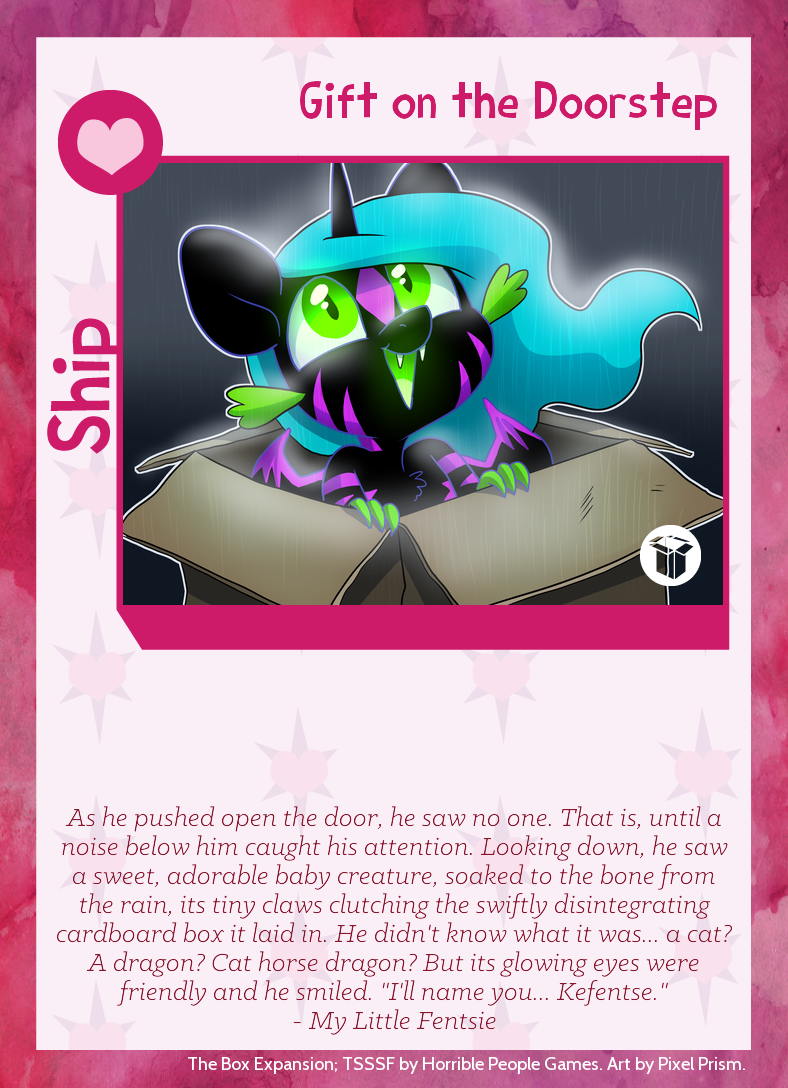 Gift on the Doorstep
Ship
As he pushed open the door, he saw no one. That is, until a
noise below him caught his attention. Looking down, he saw
a sweet, adorable baby creature, soaked to the bone from
the rain, its tiny claws clutching the swiftly disintegrating
cardboard box it laid in. He didn't know what it was... a cat?
A dragon? Cat horse dragon? But its glowing eyes were
friendly and he smiled. "I'll name you... Kefentse."
- My Little Fentsie
The Box Expansion; TSSSF by Horrible People Games. Art by Pixel Prism.